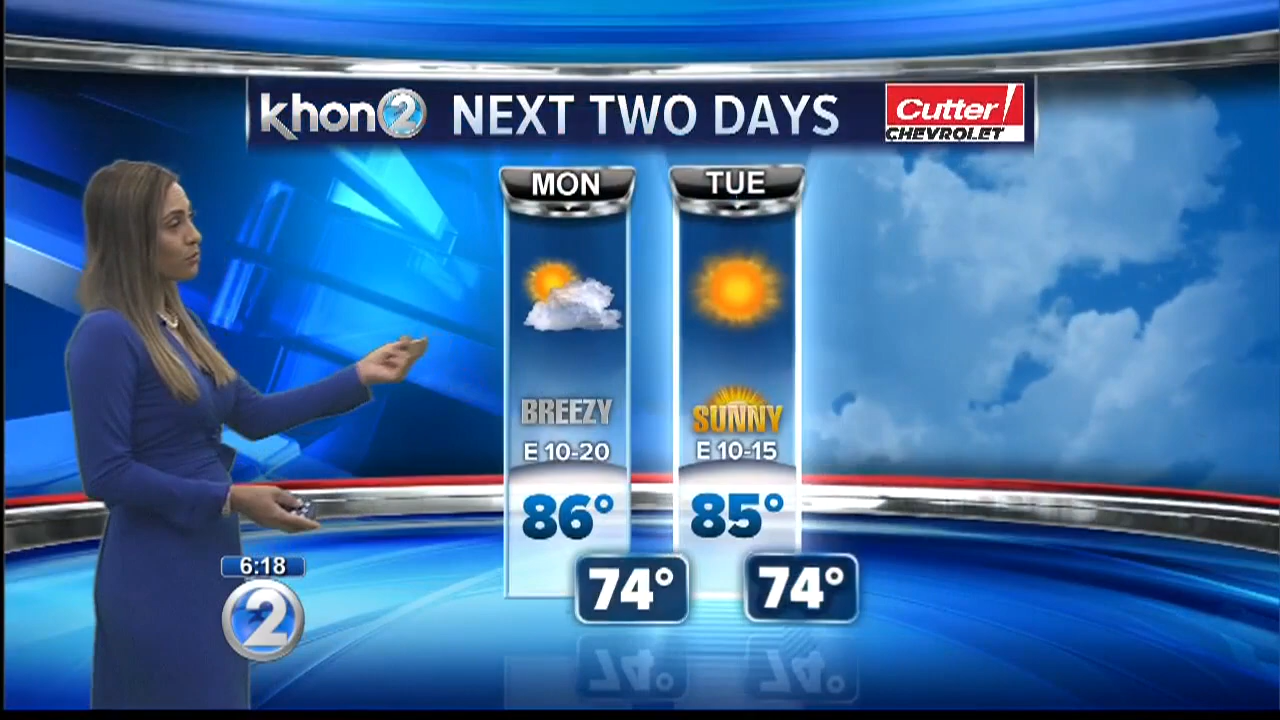 khon2 NEXT TWO DAYS Cutter!
CHEVROLET
MON TUE
BREEZY SUNNY
E 10-20 E 10-15
86° 85°
74° 74°
6:18
2